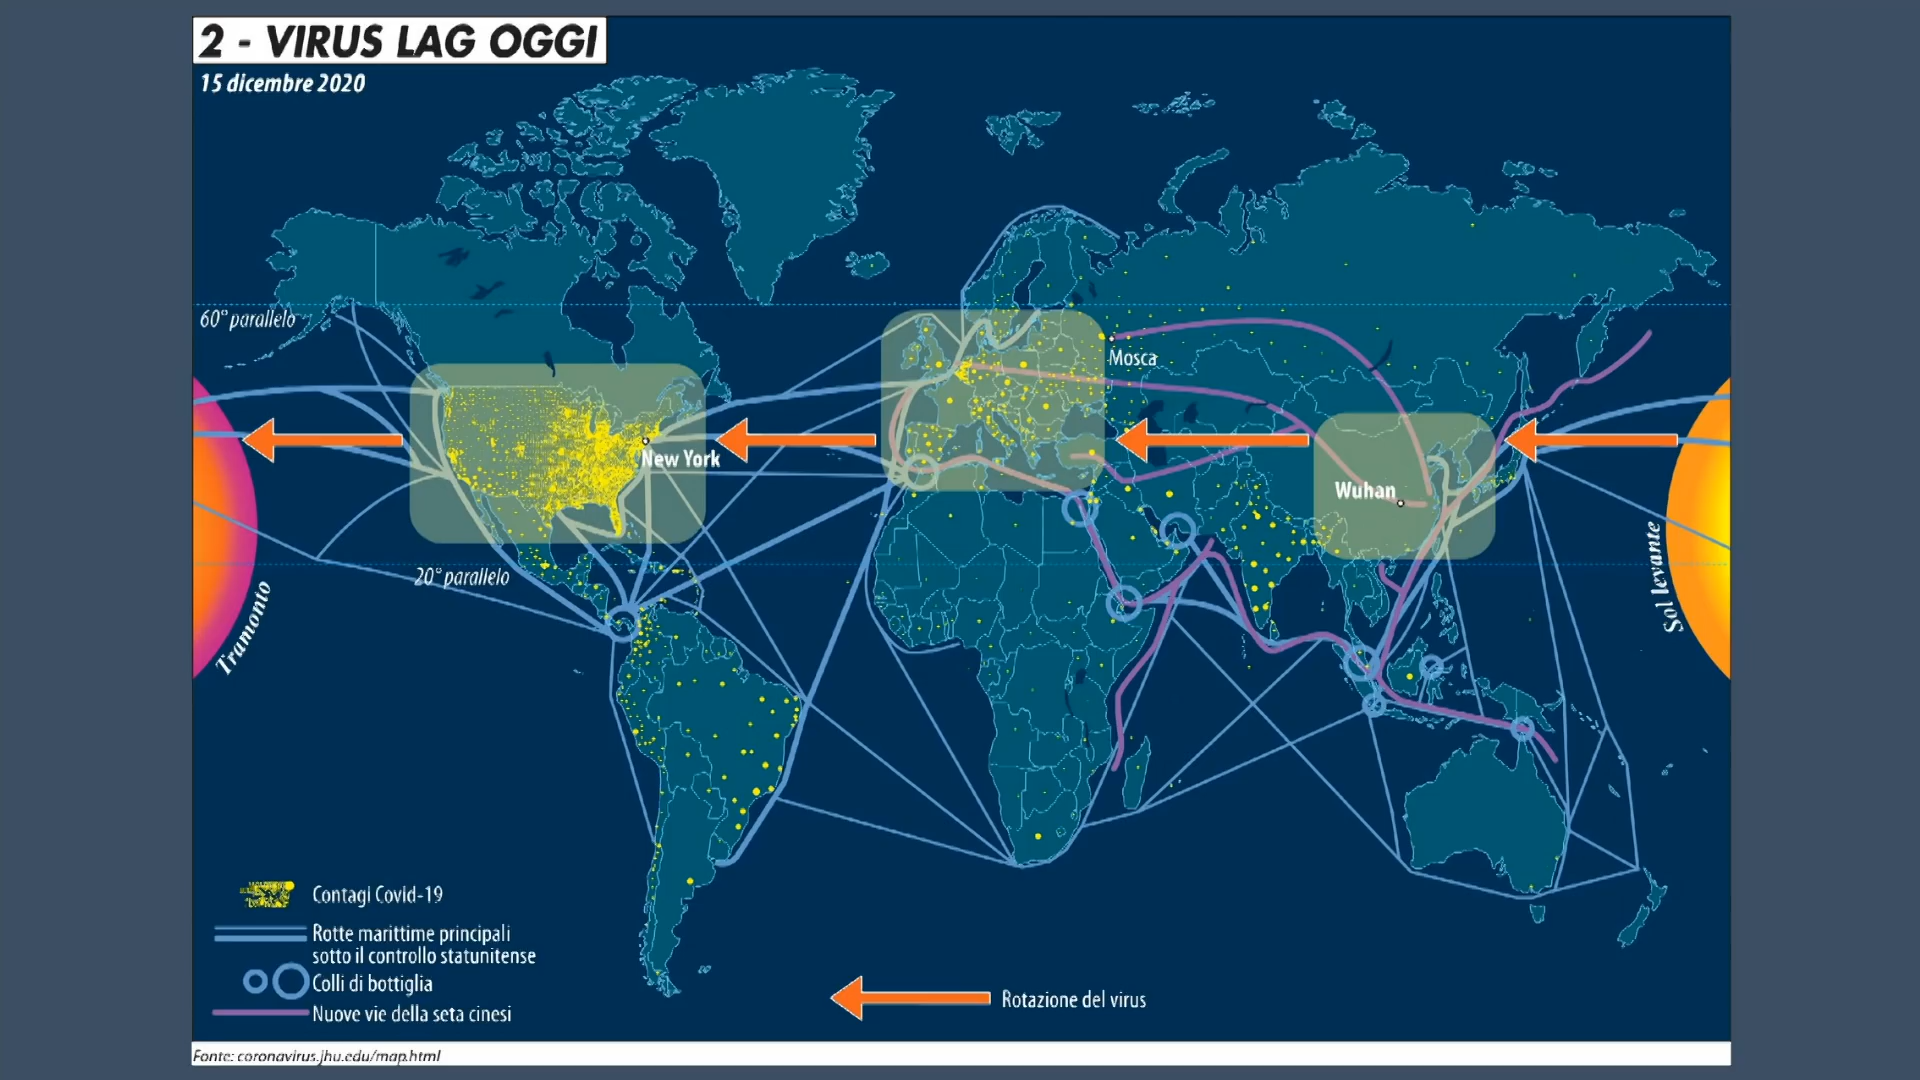 2 - VIRUS LAG OGGI
15 dicembre 2020
60° parallelo
Mosca
New York
Wuhan
20° parallelo
Tramonto
Sol levante
Contagi Covid-19
Rotte marittime principali
sotto il controllo statunitense
Colli di bottiglia
Nuove vie della seta cinesi
Rotazione del virus
Fonte: coronavirus.jhu.edu/map.html